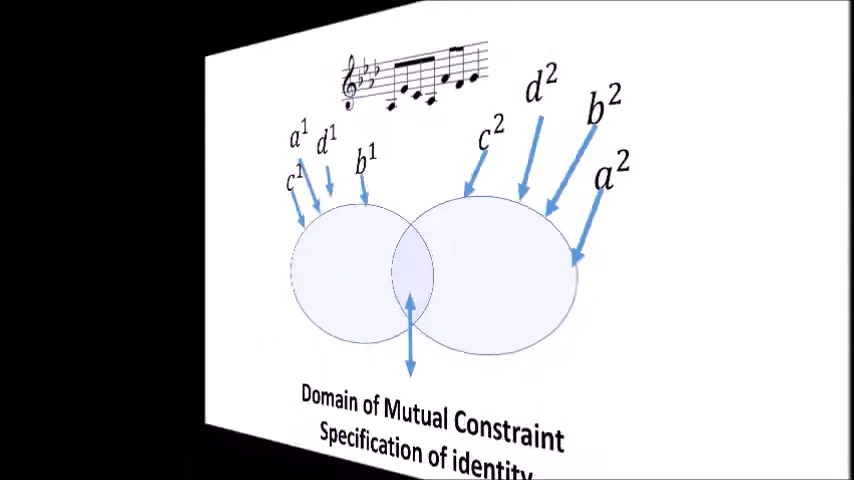 a¹ d¹ b¹ c¹
c² d² b² a²
Domain of Mutual Constraint
Specification of identity